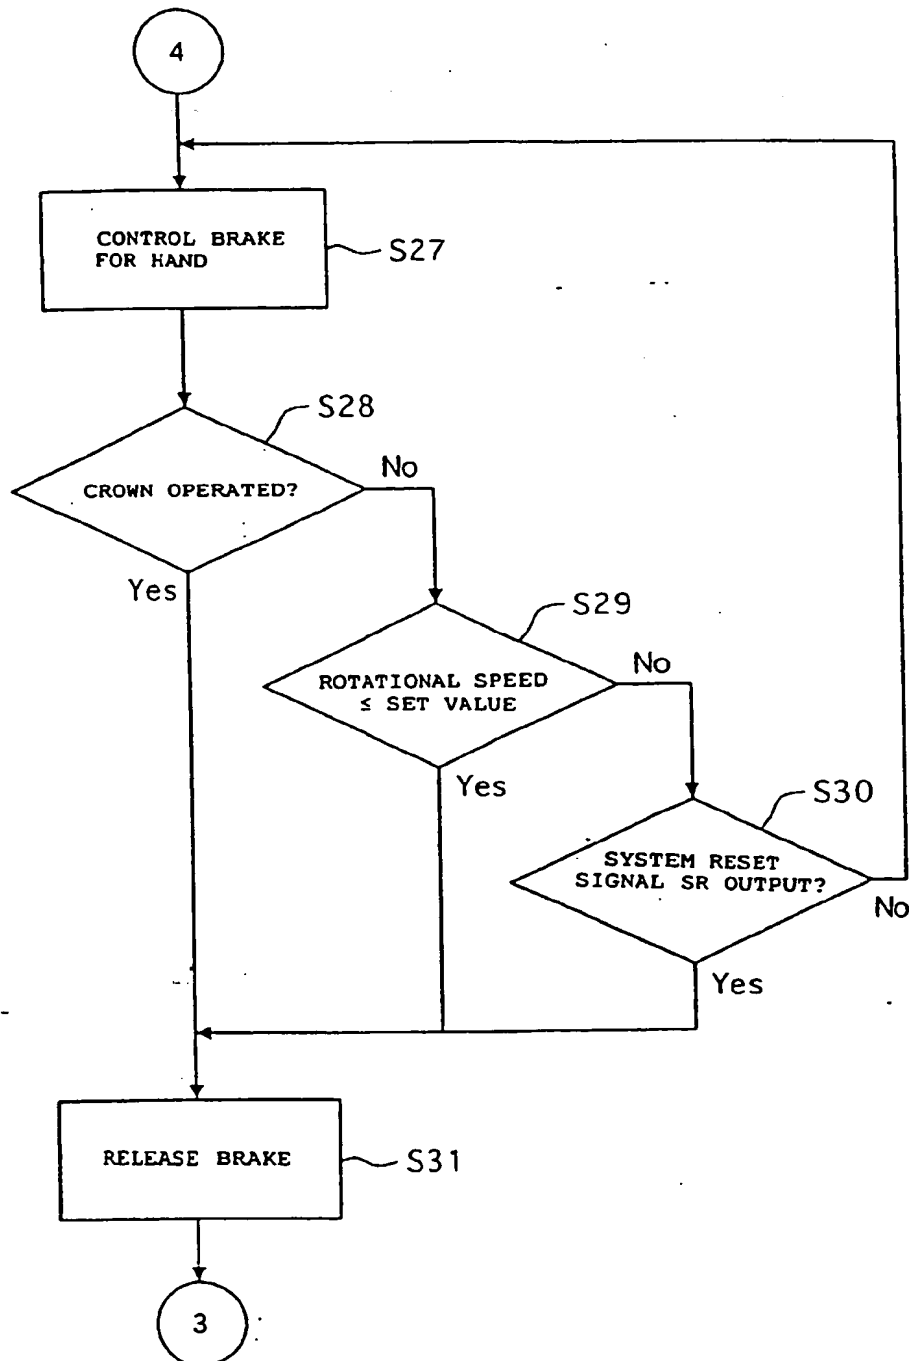 4
CONTROL BRAKE
FOR HAND
S27
S28
CROWN OPERATED?
No
Yes
S29
ROTATIONAL SPEED
≤ SET VALUE
No
Yes
S30
SYSTEM RESET
SIGNAL SR OUTPUT?
No
Yes
RELEASE BRAKE
S31
3